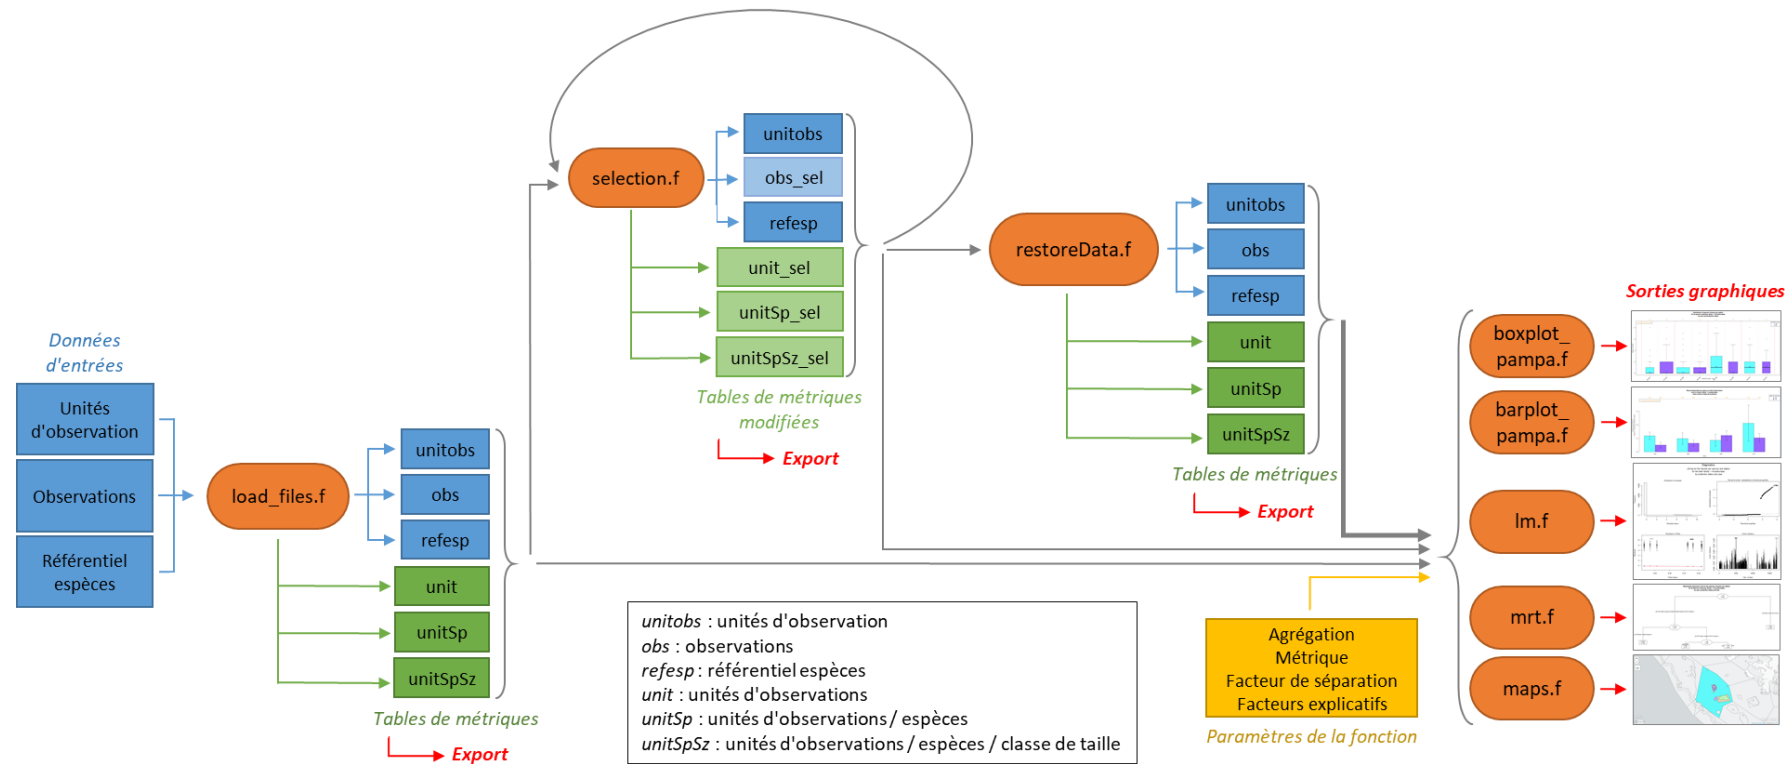 Données
d'entrées
Unités
d'observation
Observations
Référentiel
espèces
load_files.f
unitobs
obs
refesp
unit
unitSp
unitSpSz
Tables de métriques
Export
selection.f
unitobs
obs_sel
refesp
unit_sel
unitSp_sel
unitSpSz_sel
Tables de métriques
modifiées
Export
restoreData.f
unitobs
obs
refesp
unit
unitSp
unitSpSz
Tables de métriques
Export
unitobs : unités d'observation
obs : observations
refesp : référentiel espèces
unit : unités d'observations
unitSp : unités d'observations / espèces
unitSpSz : unités d'observations / espèces / classe de taille
Agrégation
Métrique
Facteur de séparation
Facteurs explicatifs
Paramètres de la fonction
Sorties graphiques
boxplot_
pampa.f
barplot_
pampa.f
lm.f
mrt.f
maps.f